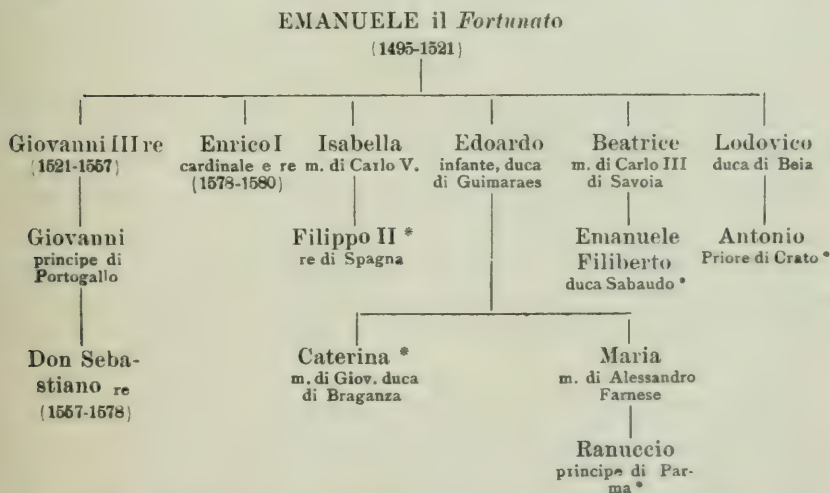 EMANUELE il Fortunato
(1495-1521)
Giovanni III re
(1521-1557)
Enrico I
cardinale e re
(1578-1580)
Isabella
m. di Carlo V.
Edoardo
infante, duca
di Guimaraes
Beatrice
m. di Carlo III
di Savoia
Lodovico
duca di Beia
Giovanni
principe di
Portogallo
Filippo II *
re di Spagna
Emanuele
Filiberto
duca Sabaudo *
Antonio
Priore di Crato *
Don Seba-
stiano re
(1557-1578)
Caterina *
m. di Giov. duca
di Braganza
Maria
m. di Alessandro
Farnese
Ranuccio
principe di Par-
ma *